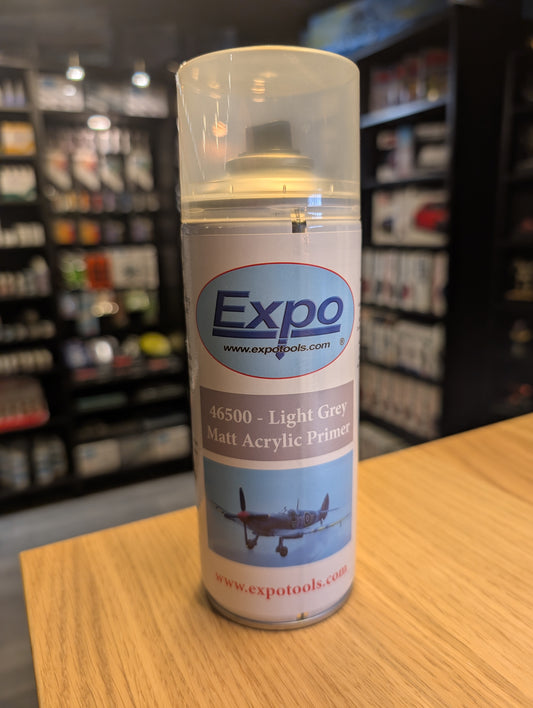 Expo
www.expotools.com ®
46500 - Light Grey
Matt Acrylic Primer
www.expotools.com